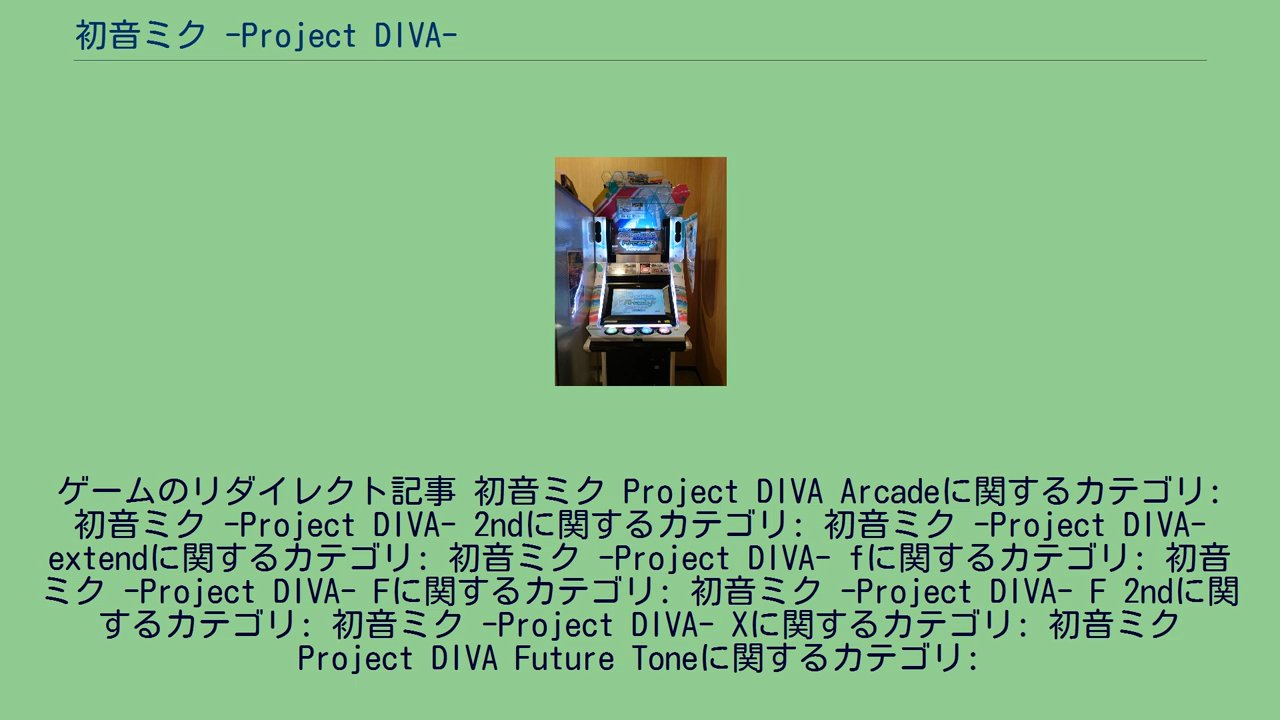 初音ミク -Project DIVA-
ゲームのリダイレクト記事 初音ミク Project DIVA Arcadeに関するカテゴリ:
初音ミク -Project DIVA- 2ndに関するカテゴリ: 初音ミク -Project DIVA-
extendに関するカテゴリ: 初音ミク -Project DIVA- fに関するカテゴリ: 初音
ミク -Project DIVA- Fに関するカテゴリ: 初音ミク -Project DIVA- F 2ndに関
するカテゴリ: 初音ミク -Project DIVA- Xに関するカテゴリ: 初音ミク
Project DIVA Future Toneに関するカテゴリ: